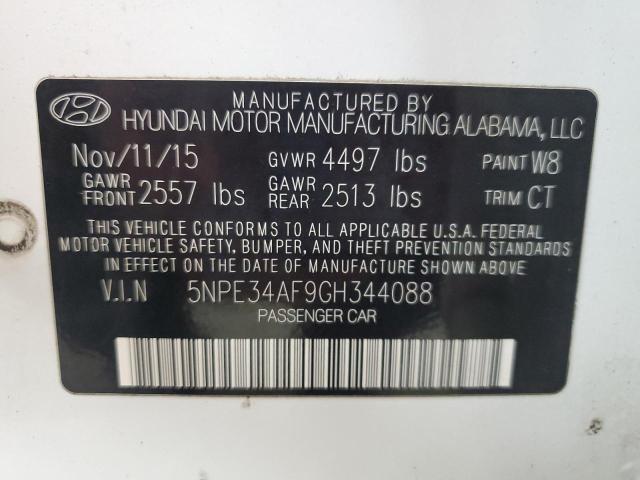 MANUFACTURED BY
HYUNDAI MOTOR MANUFACTURING ALABAMA, LLC
Nov/11/15 GVWR 4497 lbs PAINT W8
GAWR FRONT 2557 lbs GAWR REAR 2513 lbs TRIM CT
THIS VEHICLE CONFORMS TO ALL APPLICABLE U.S.A. FEDERAL
MOTOR VEHICLE SAFETY, BUMPER, AND THEFT PREVENTION STANDARDS
IN EFFECT ON THE DATE OF MANUFACTURE SHOWN ABOVE.
V.I.N 5NPE34AF9GH344088
PASSENGER CAR